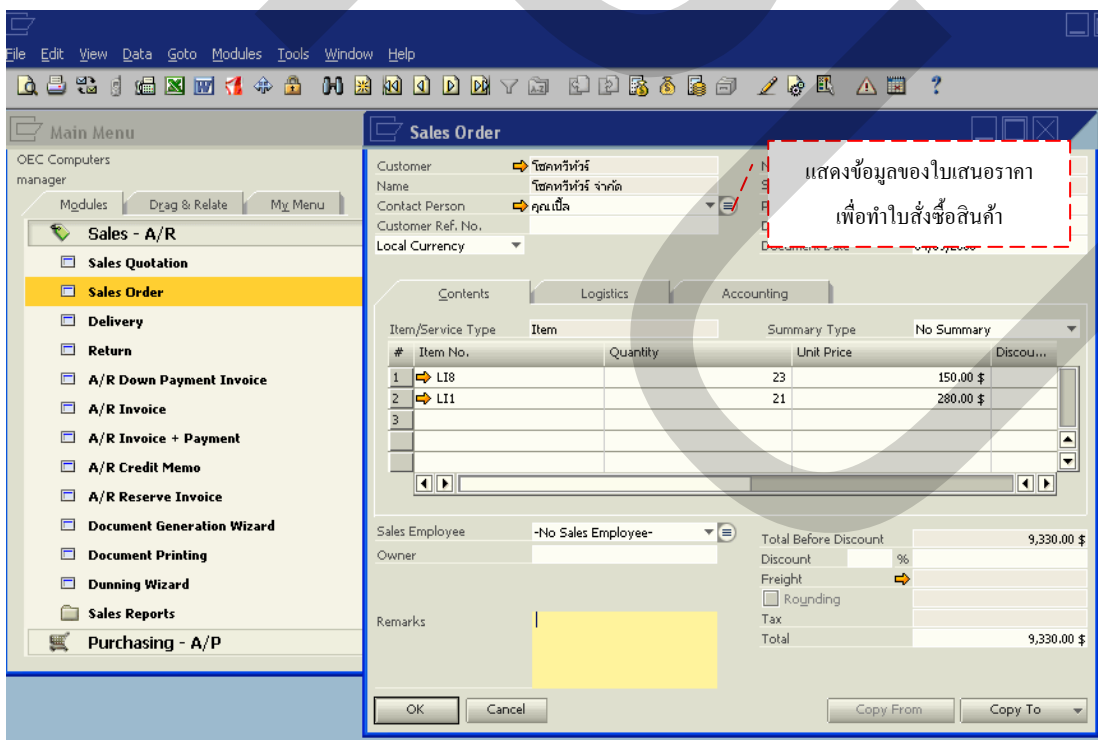 File Edit View Data Goto Modules Tools Window Help
Main Menu
OEC Computers
manager
Modules Drag & Relate My Menu
Sales - A/R
Sales Quotation
Sales Order
Delivery
Return
A/R Down Payment Invoice
A/R Invoice
A/R Invoice + Payment
A/R Credit Memo
A/R Reserve Invoice
Document Generation Wizard
Document Printing
Dunning Wizard
Sales Reports
Purchasing - A/P
Sales Order
Customer โชคทวีทัวร์
Name โชคทวีทัวร์ จำกัด
Contact Person คุณเปิ้ล
Customer Ref. No.
Local Currency
แสดงข้อมูลของใบเสนอราคา
เพื่อทำใบสั่งซื้อสินค้า
Document Date
Contents Logistics Accounting
Item/Service Type Item Summary Type No Summary
# Item No. Quantity Unit Price Discou...
1 LI8 23 150.00 $
2 LI1 21 280.00 $
3
Sales Employee -No Sales Employee-
Owner
Remarks
Total Before Discount 9,330.00 $
Discount %
Freight
Rounding
Tax
Total 9,330.00 $
OK Cancel Copy From Copy To